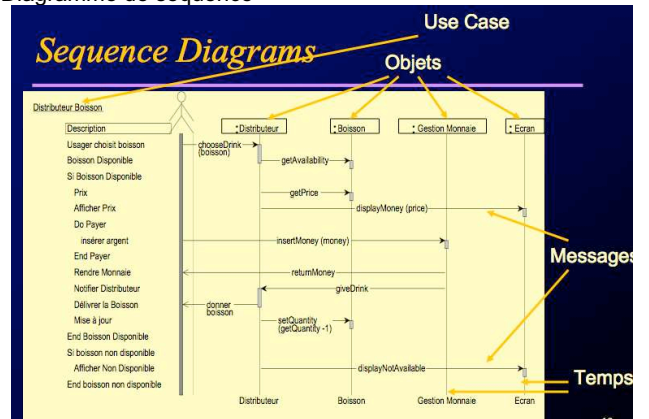 Diagramme de séquence
Sequence Diagrams
Use Case
Objets
Distributeur Boisson
Description
:Distributeur
:Boisson
: Gestion Monnaie
: Ecran
Usager choisit boisson
chooseDrink
(boisson)
Boisson Disponible
getAvailability
Si Boisson Disponible
Prix
getPrice
Afficher Prix
displayMoney (price)
Do Payer
insérer argent
insertMoney (money)
End Payer
Messages
Rendre Monnaie
returnMoney
Notifier Distributeur
giveDrink
Délivrer la Boisson
donner
boisson
Mise à jour
setQuantity
(getQuantity -1)
End Boisson Disponible
Si boisson non disponible
Afficher Non Disponible
displayNotAvailable
Temps
End boisson non disponible
Distributeur
Boisson
Gestion Monnaie
Ecran